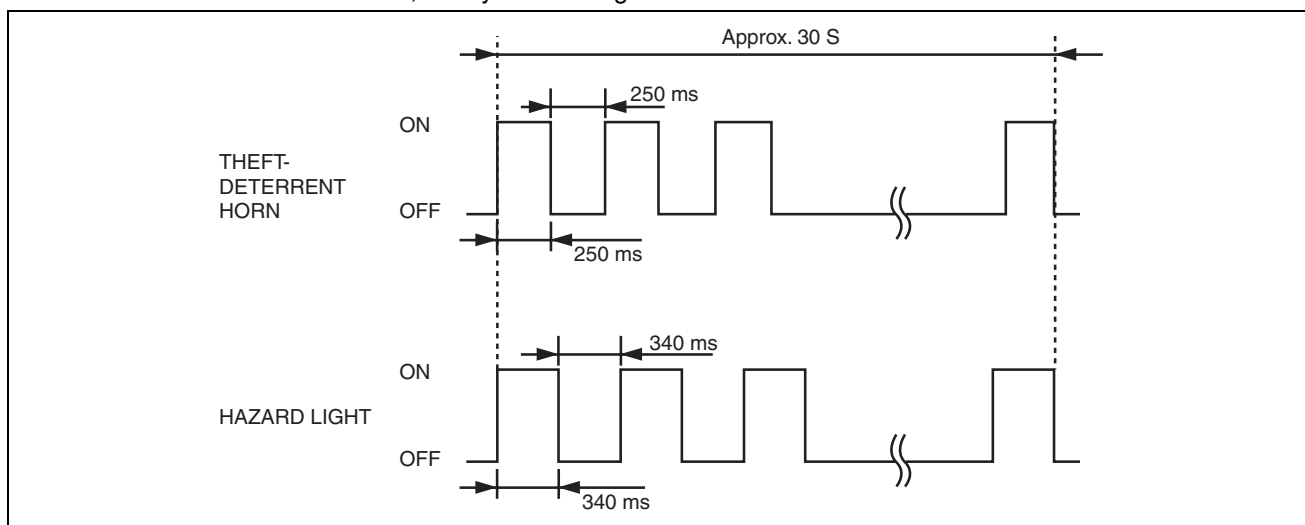 Approx. 30 S
250 ms
ON
THEFT-
DETERRENT
HORN
OFF
250 ms
340 ms
ON
HAZARD LIGHT
OFF
340 ms